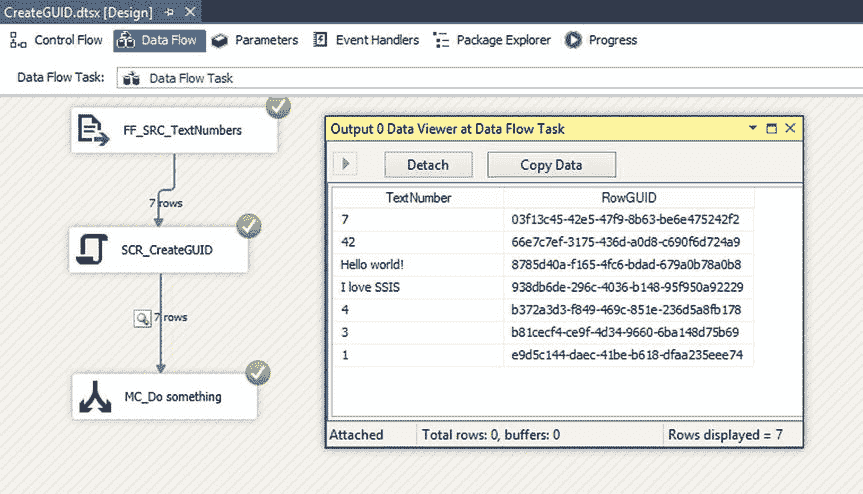 CreateGUID.dtsx [Design]
Control Flow Data Flow Parameters Event Handlers Package Explorer Progress
Data Flow Task: Data Flow Task
FF_SRC_TextNumbers
7 rows
SCR_CreateGUID
7 rows
MC_Do something
Output 0 Data Viewer at Data Flow Task
Detach Copy Data
TextNumber RowGUID
7 03f13c45-42e5-47f9-8b63-be6e475242f2
42 66e7c7ef-3175-436d-a0d8-c690f6d724a9
Hello world! 8785d40a-f165-4fc6-bdad-679a0b78a0b8
I love SSIS 938db6de-296c-4036-b148-95f950a92229
4 b372a3d3-f849-469c-851e-236d5a8fb178
3 b81cecf4-ce9f-4d34-9660-6ba148d75b69
1 e9d5c144-daec-41be-b618-dfaa235eee74
Attached Total rows: 0, buffers: 0 Rows displayed = 7